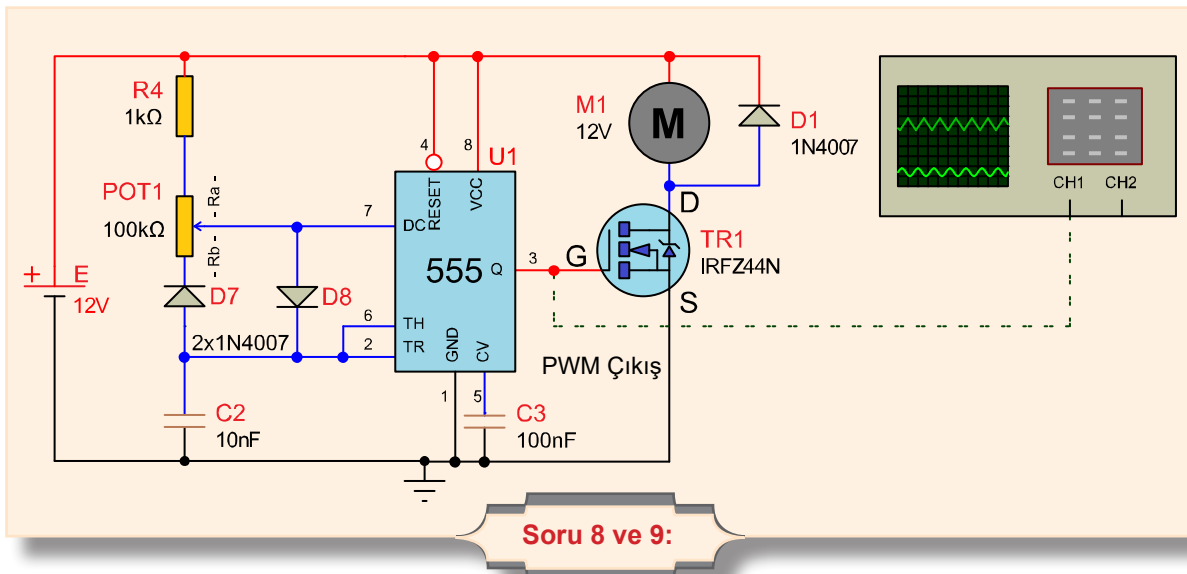 R4
1kΩ
POT1
100kΩ
- Ra -
- Rb -
D7
D8
2x1N4007
+ E
12V
C2
10nF
4
8
U1
RESET
VCC
7
DC
555
Q
3
6
TH
2
TR
GND
CV
1
5
C3
100nF
M1
12V
M
D1
1N4007
D
G
S
TR1
IRFZ44N
PWM Çıkış
CH1
CH2
Soru 8 ve 9: